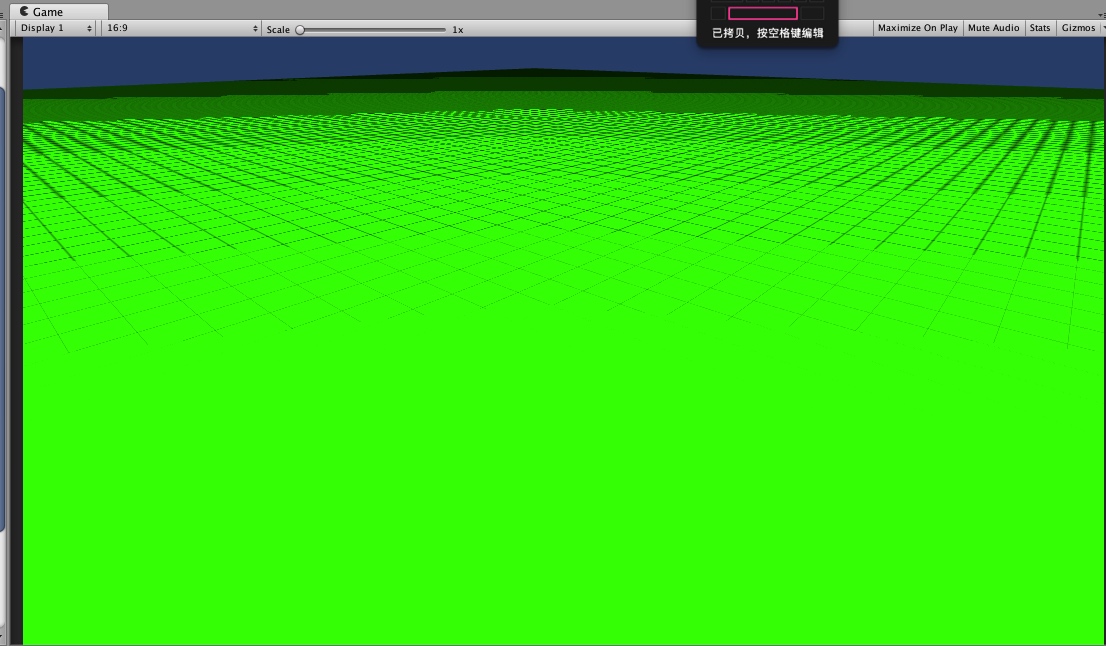 Game
Display 1
16:9
Scale
1x
已拷贝，按空格键编辑
Maximize On Play
Mute Audio
Stats
Gizmos